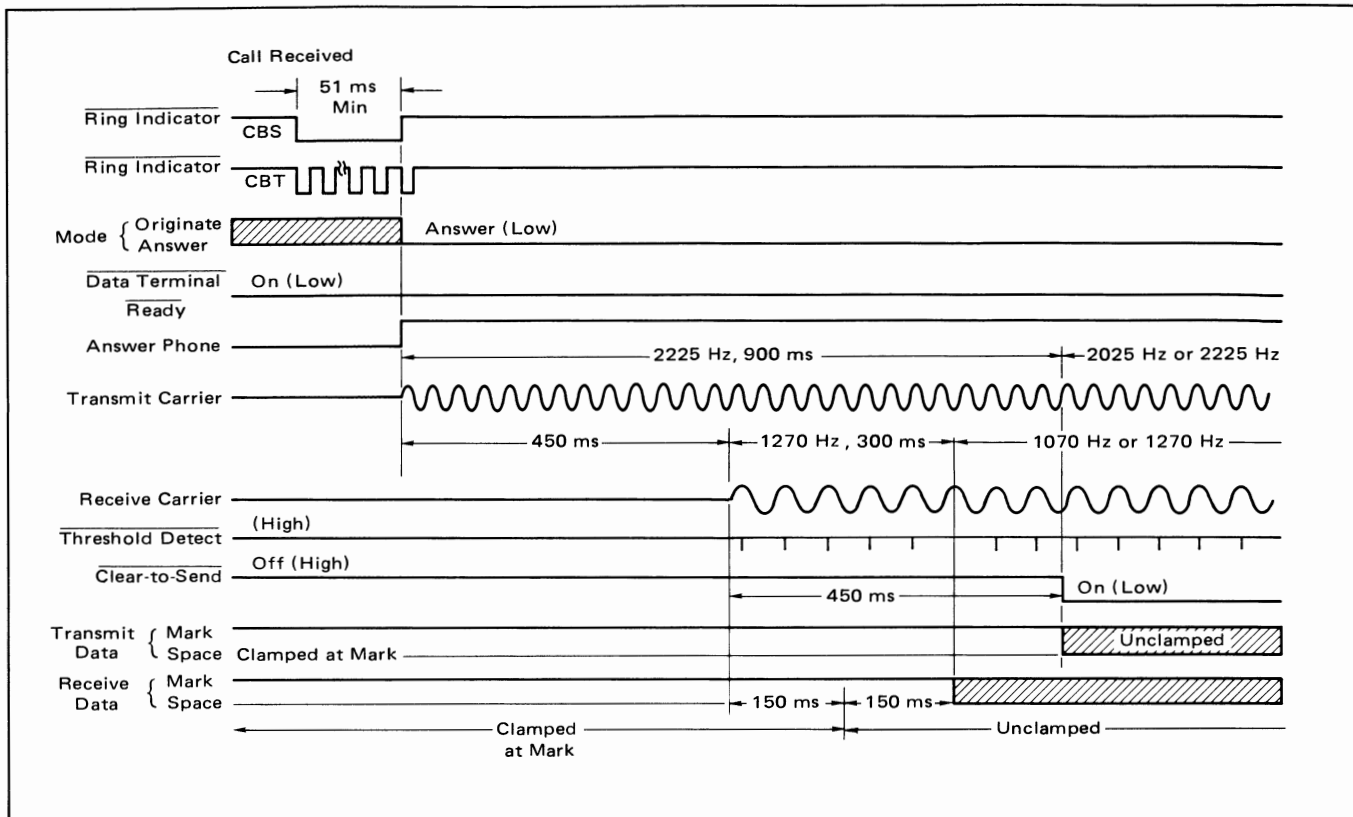 Call Received
51 ms
Min
Ring Indicator
CBS
Ring Indicator
CBT
Mode { Originate
Answer
Answer (Low)
Data Terminal
Ready
On (Low)
Answer Phone
2225 Hz, 900 ms
2025 Hz or 2225 Hz
Transmit Carrier
450 ms
1270 Hz , 300 ms
1070 Hz or 1270 Hz
Receive Carrier
(High)
Threshold Detect
Off (High)
Clear-to-Send
450 ms
On (Low)
Transmit
Data
{ Mark
Space
Clamped at Mark
Unclamped
Receive
Data
{ Mark
Space
150 ms
150 ms
Clamped
at Mark
Unclamped